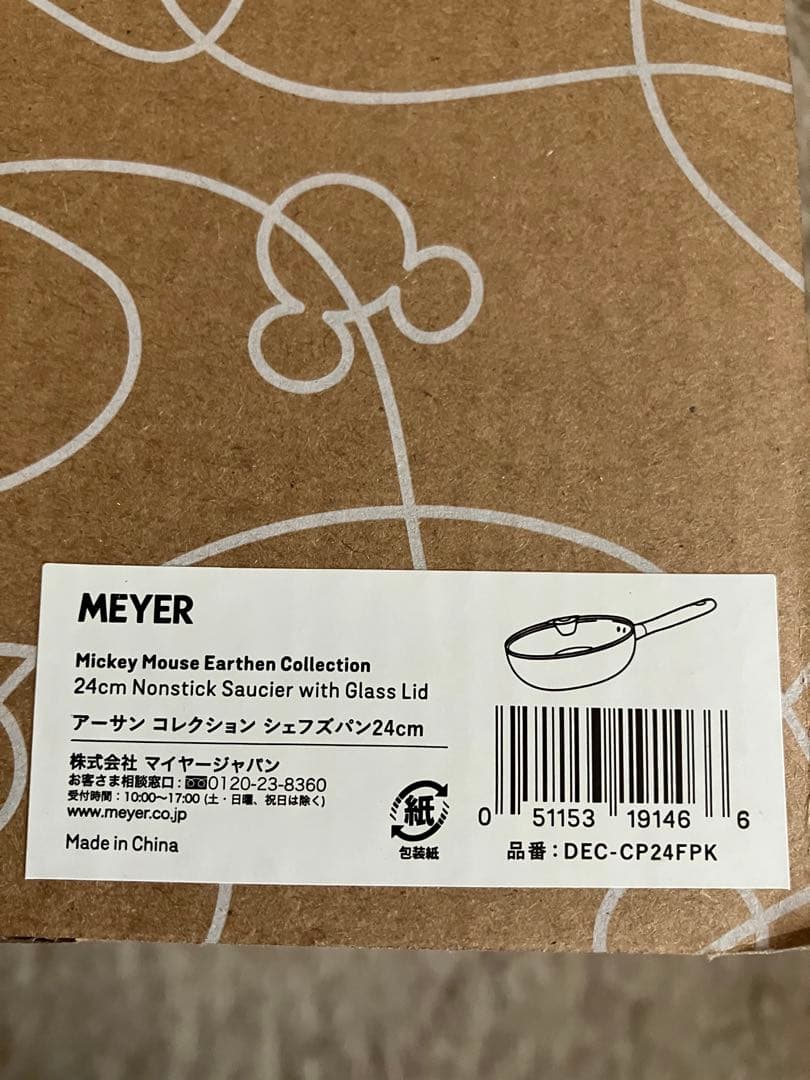 MEYER
Mickey Mouse Earthen Collection
24cm Nonstick Saucier with Glass Lid
アーサン コレクション シェフズパン24cm
株式会社 マイヤージャパン
お客さま相談窓口:0120-23-8360
受付時間:10:00〜17:00 (土・日曜、祝日は除く)
www.meyer.co.jp
Made in China
紙
包装紙
0 51153 19146 6
品番:DEC-CP24FPK